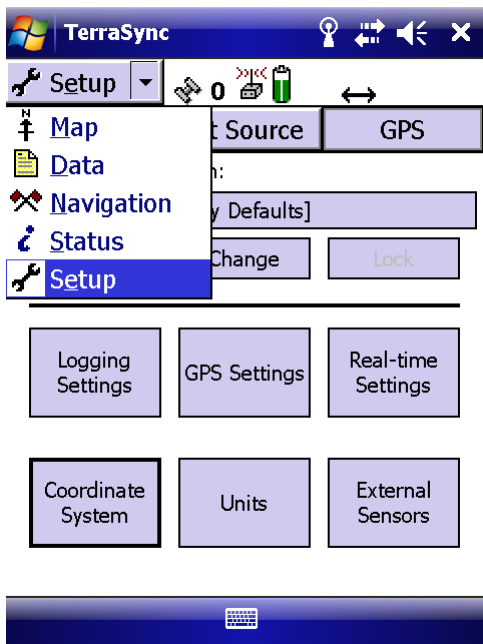 TerraSync
Setup
0
Map
t Source
GPS
Data
n:
Navigation
y Defaults]
Status
Setup
Change
Lock
Logging
Settings
GPS Settings
Real-time
Settings
Coordinate
System
Units
External
Sensors